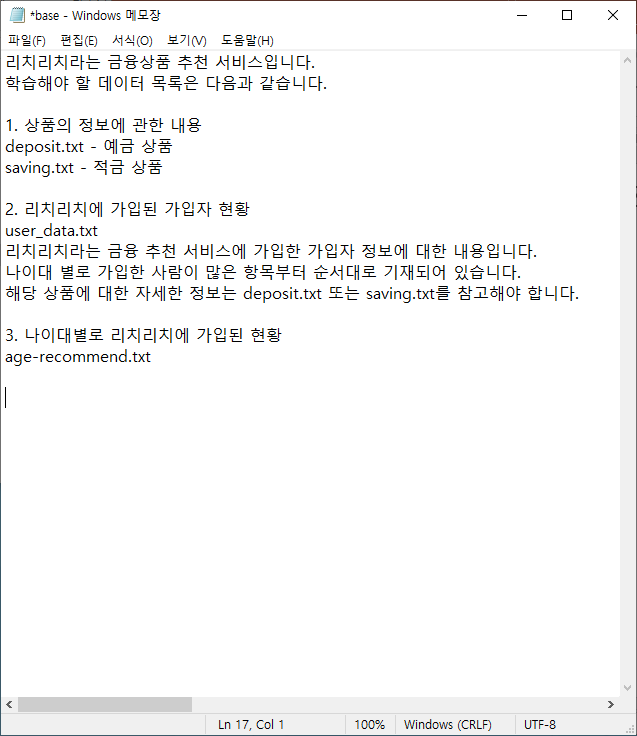 *base - Windows 메모장
파일(F) 편집(E) 서식(O) 보기(V) 도움말(H)
리치리치라는 금융상품 추천 서비스입니다.
학습해야 할 데이터 목록은 다음과 같습니다.
1. 상품의 정보에 관한 내용
deposit.txt - 예금 상품
saving.txt - 적금 상품
2. 리치리치에 가입된 가입자 현황
user_data.txt
리치리치라는 금융 추천 서비스에 가입한 가입자 정보에 대한 내용입니다.
나이대 별로 가입한 사람이 많은 항목부터 순서대로 기재되어 있습니다.
해당 상품에 대한 자세한 정보는 deposit.txt 또는 saving.txt를 참고해야 합니다.
3. 나이대별로 리치리치에 가입된 현황
age-recommend.txt
Ln 17, Col 1 100% Windows (CRLF) UTF-8